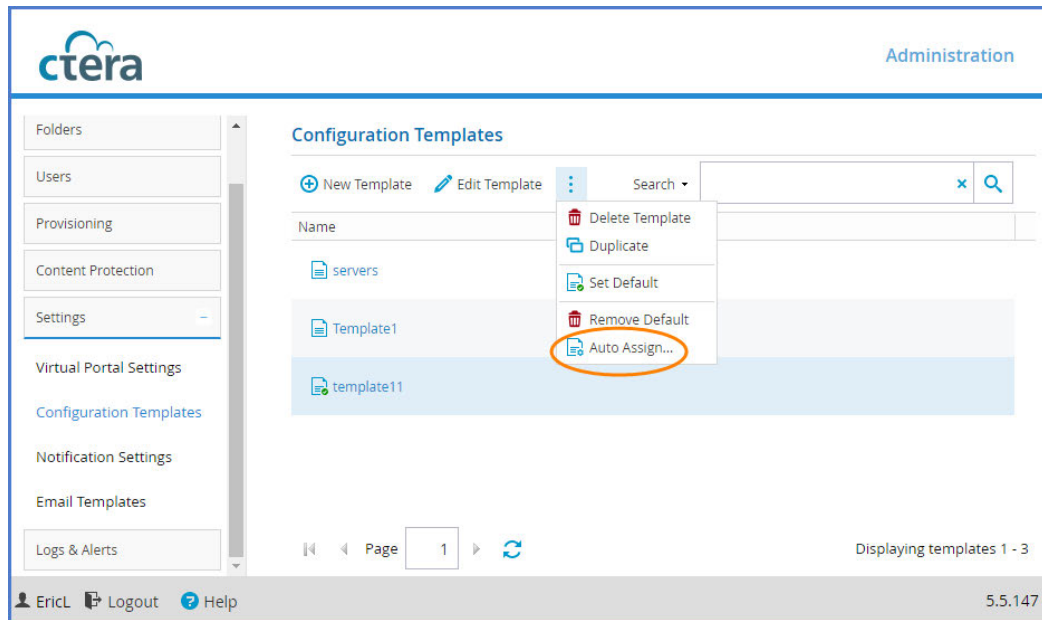 ctera
Administration
Folders
Users
Provisioning
Content Protection
Settings
Virtual Portal Settings
Configuration Templates
Notification Settings
Email Templates
Logs & Alerts
Configuration Templates
New Template Edit Template Search
Name
Delete Template
Duplicate
Set Default
Remove Default
Auto Assign...
servers
Template1
template11
Page 1 Displaying templates 1 - 3
EricL Logout Help 5.5.147